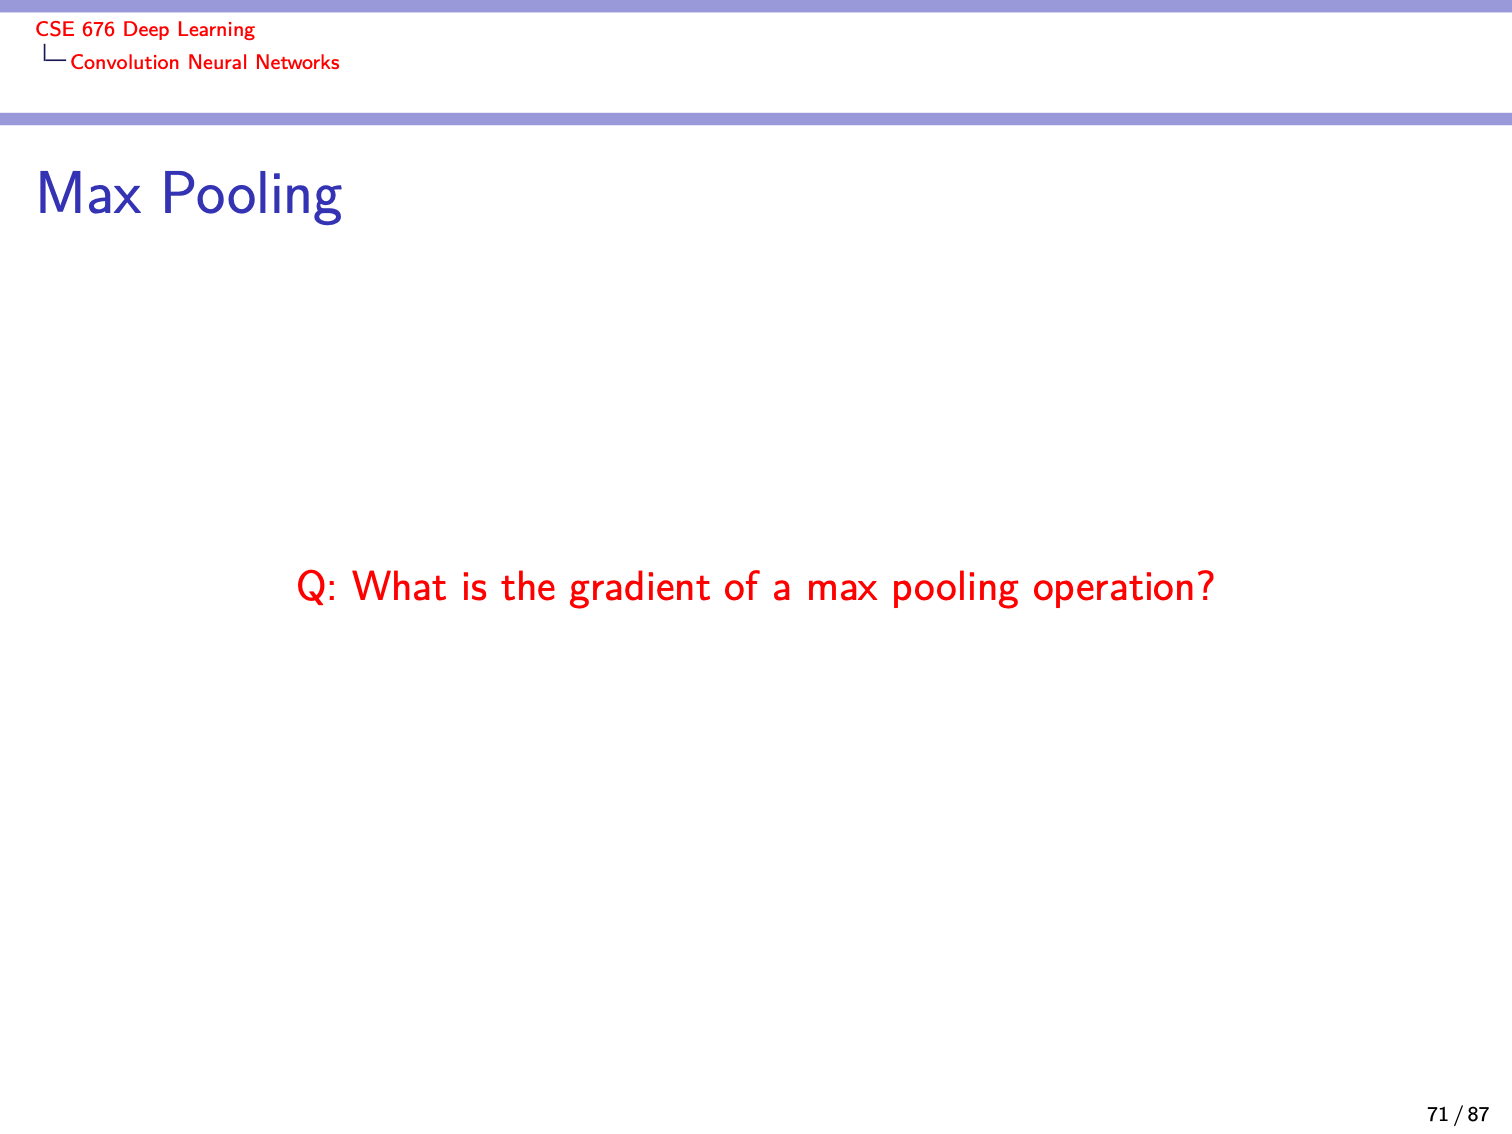 CSE 676 Deep Learning
Convolution Neural Networks
Max Pooling
Q: What is the gradient of a max pooling operation?
71 / 87